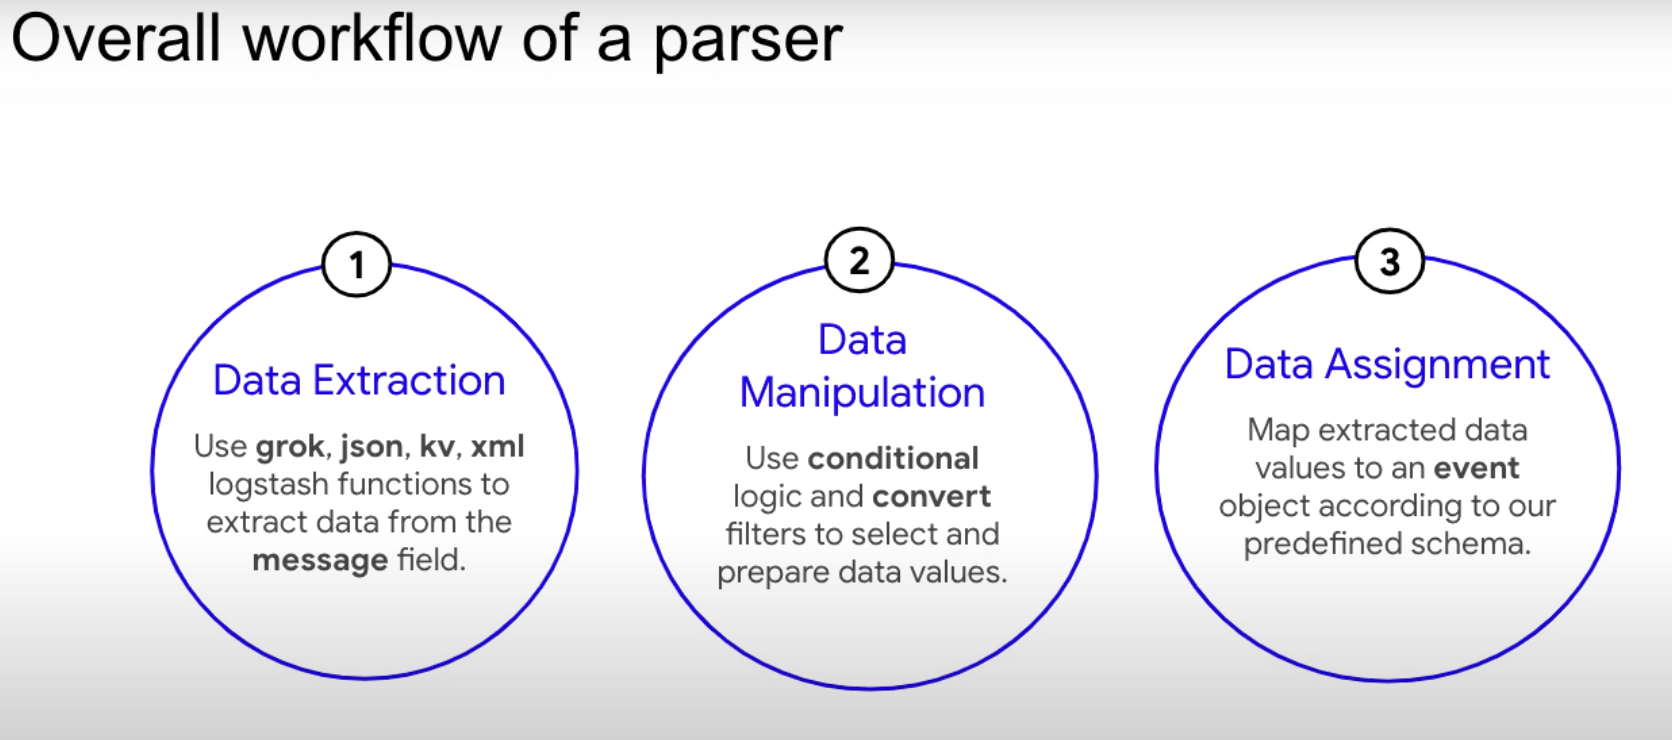 Overall workflow of a parser
1
Data Extraction
Use grok, json, kv, xml
logstash functions to
extract data from the
message field.
2
Data
Manipulation
Use conditional
logic and convert
filters to select and
prepare data values.
3
Data Assignment
Map extracted data
values to an event
object according to our
predefined schema.